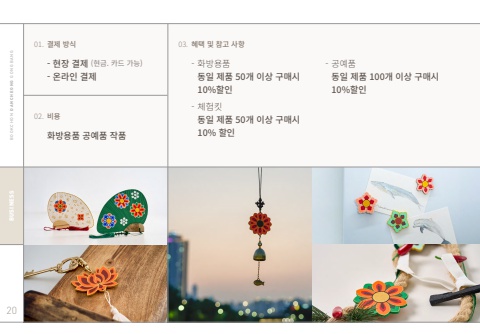 01. 결제 방식
- 현장 결제 (현금, 카드 가능)
- 온라인 결제
02. 비용
화방용품 공예품 작품
03. 혜택 및 참고 사항
- 화방용품
동일 제품 50개 이상 구매시
10%할인
- 체험킷
동일 제품 50개 이상 구매시
10% 할인
- 공예품
동일 제품 100개 이상 구매시
10%할인
20